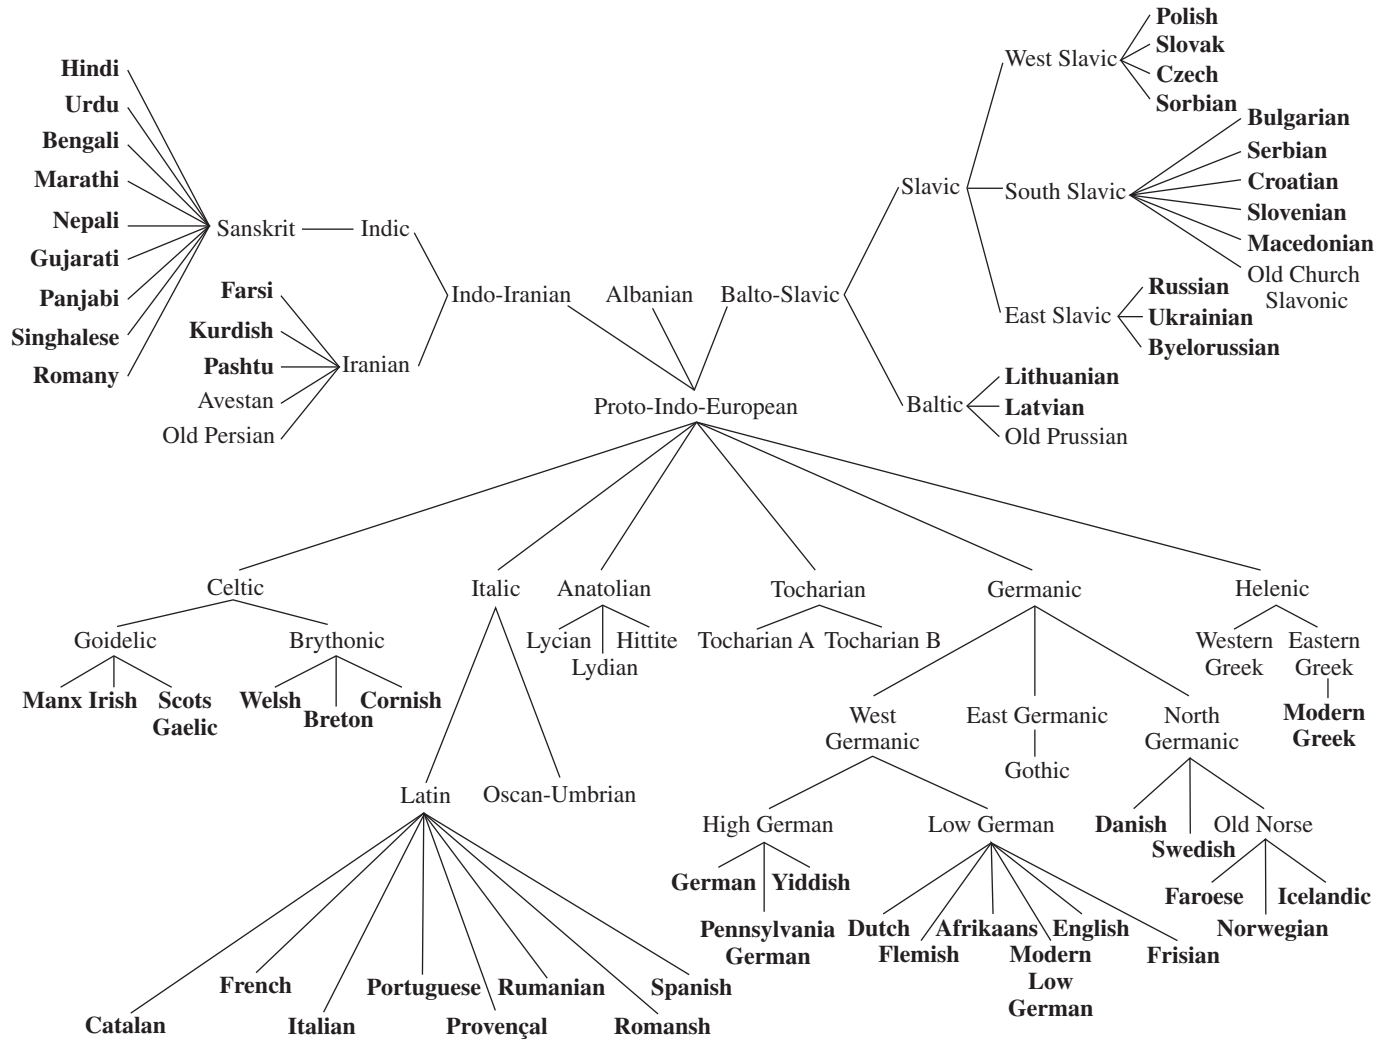 Polish
West Slavic
Slovak
Czech
Sorbian
Hindi
Urdu
Bengali
Marathi
Nepali
Gujarati
Panjabi
Singhalese
Romany
Sanskrit
Indic
Farsi
Kurdish
Pashtu
Avestan
Old Persian
Iranian
Indo-Iranian
Albanian
Balto-Slavic
Slavic
South Slavic
Bulgarian
Serbian
Croatian
Slovenian
Macedonian
Old Church
Slavonic
East Slavic
Russian
Ukrainian
Byelorussian
Baltic
Lithuanian
Latvian
Old Prussian
Proto-Indo-European
Celtic
Goidelic
Manx
Irish
Scots
Gaelic
Brythonic
Welsh
Breton
Cornish
Italic
Latin
Oscan-Umbrian
Catalan
French
Italian
Portuguese
Provençal
Rumanian
Romansh
Spanish
Anatolian
Lycian
Lydian
Hittite
Tocharian
Tocharian A
Tocharian B
Germanic
West
Germanic
High German
German
Pennsylvania
German
Yiddish
Low German
Dutch
Flemish
Afrikaans
Modern
Low
German
English
Frisian
East Germanic
Gothic
North
Germanic
Danish
Swedish
Old Norse
Faroese
Norwegian
Icelandic
Helenic
Western
Greek
Eastern
Greek
Modern
Greek